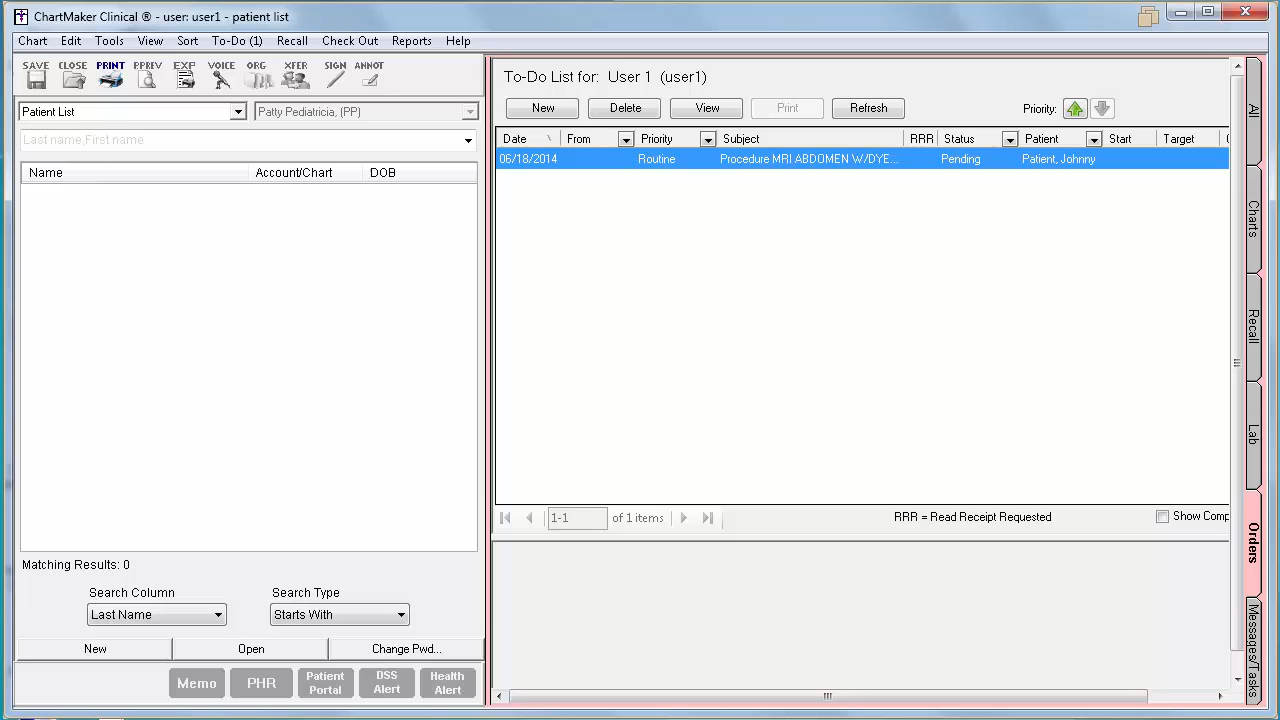 ChartMaker Clinical ® - user: user1 - patient list
Chart Edit Tools View Sort To-Do (1) Recall Check Out Reports Help
SAVE CLOSE PRINT PPREV EXP VOICE ORG XFER SIGN ANNOT
Patient List
Patty Pediatricia, (PP)
Last name,First name
Name Account/Chart DOB
Matching Results: 0
Search Column Search Type
Last Name Starts With
New Open Change Pwd...
Memo PHR Patient Portal DSS Alert Health Alert
To-Do List for: User 1 (user1)
New Delete View Print Refresh Priority:
Date From Priority Subject RRR Status Patient Start Target
06/18/2014 Routine Procedure MRI ABDOMEN W/DYE... Pending Patient, Johnny
1-1 of 1 items RRR = Read Receipt Requested Show Comp
All
Charts
Recall
Lab
Orders
Messages/Tasks